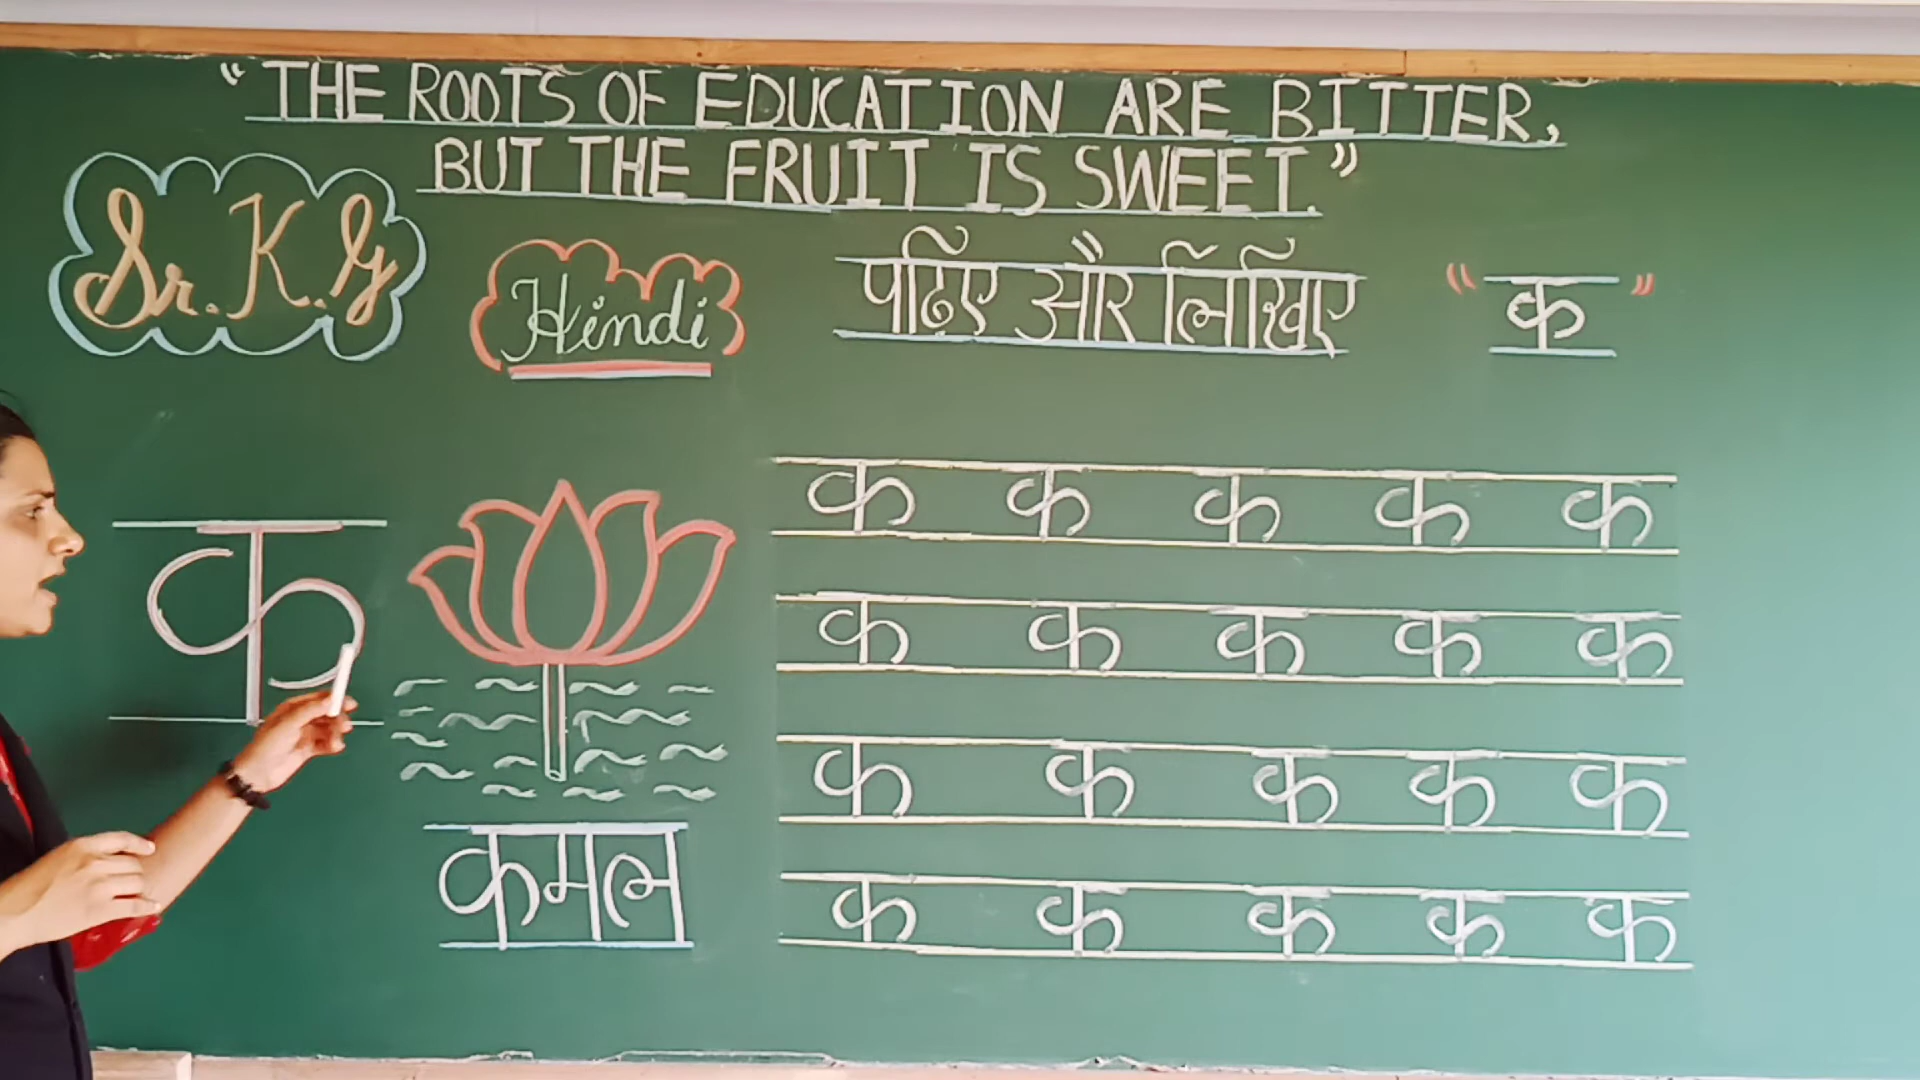 “THE ROOTS OF EDUCATION ARE BITTER,
BUT THE FRUIT IS SWEET.”
Sr. K.G
Hindi
पढ़िए और लिखिए "क"
क
कमल
क क क क क
क क क क क
क क क क क
क क क क क